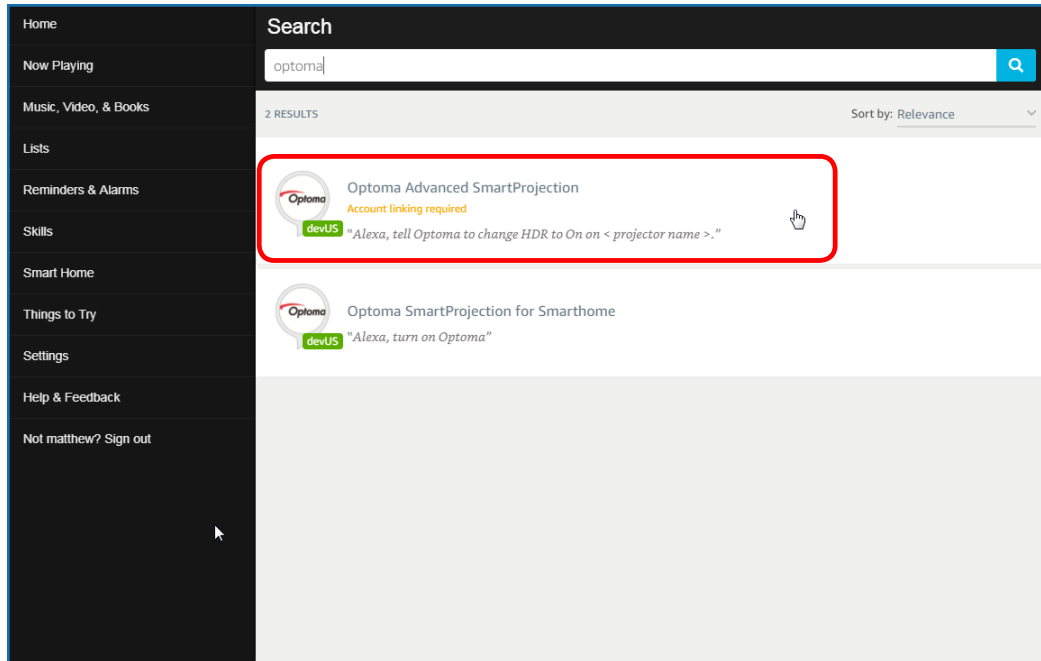 Home
Now Playing
Music, Video, & Books
Lists
Reminders & Alarms
Skills
Smart Home
Things to Try
Settings
Help & Feedback
Not matthew? Sign out
Search
optoma
2 RESULTS
Sort by: Relevance
Optoma
devUS
Optoma Advanced SmartProjection
Account linking required
"Alexa, tell Optoma to change HDR to On on < projector name >."
Optoma
devUS
Optoma SmartProjection for Smarthome
"Alexa, turn on Optoma"